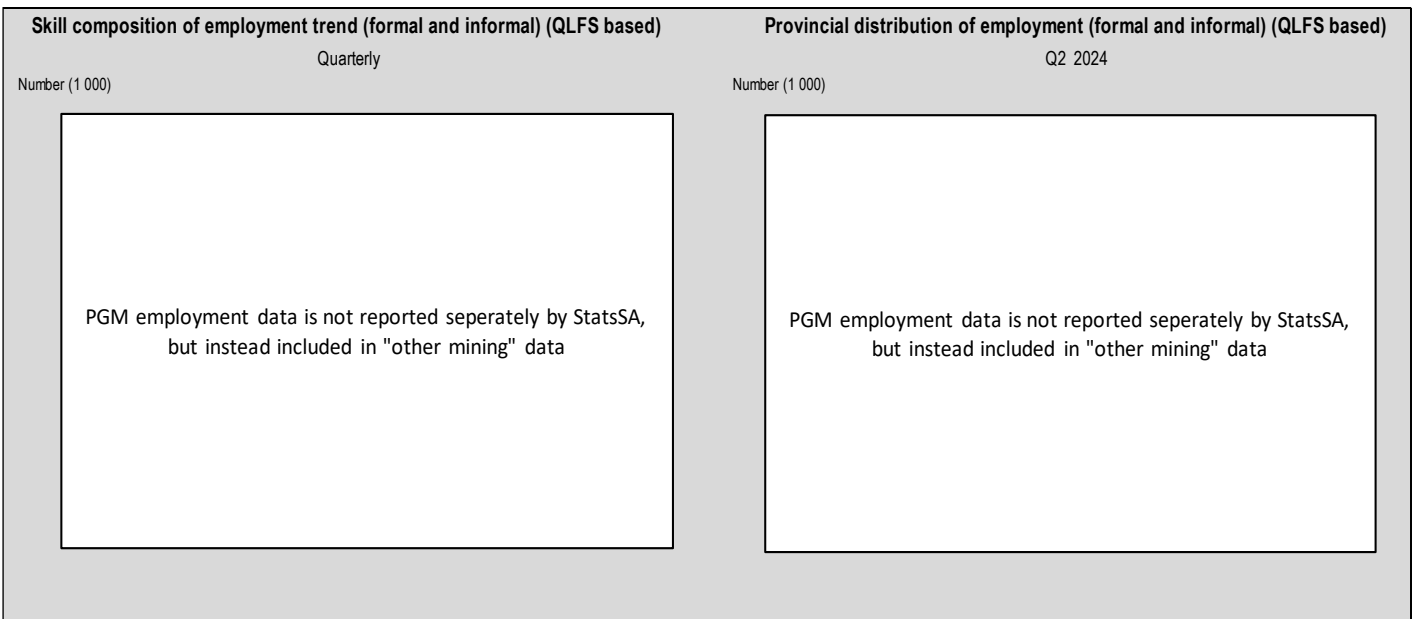 Skill composition of employment trend (formal and informal) (QLFS based)
Quarterly
Number (1 000)
PGM employment data is not reported seperately by StatsSA,
but instead included in "other mining" data
Provincial distribution of employment (formal and informal) (QLFS based)
Q2 2024
Number (1 000)
PGM employment data is not reported seperately by StatsSA,
but instead included in "other mining" data